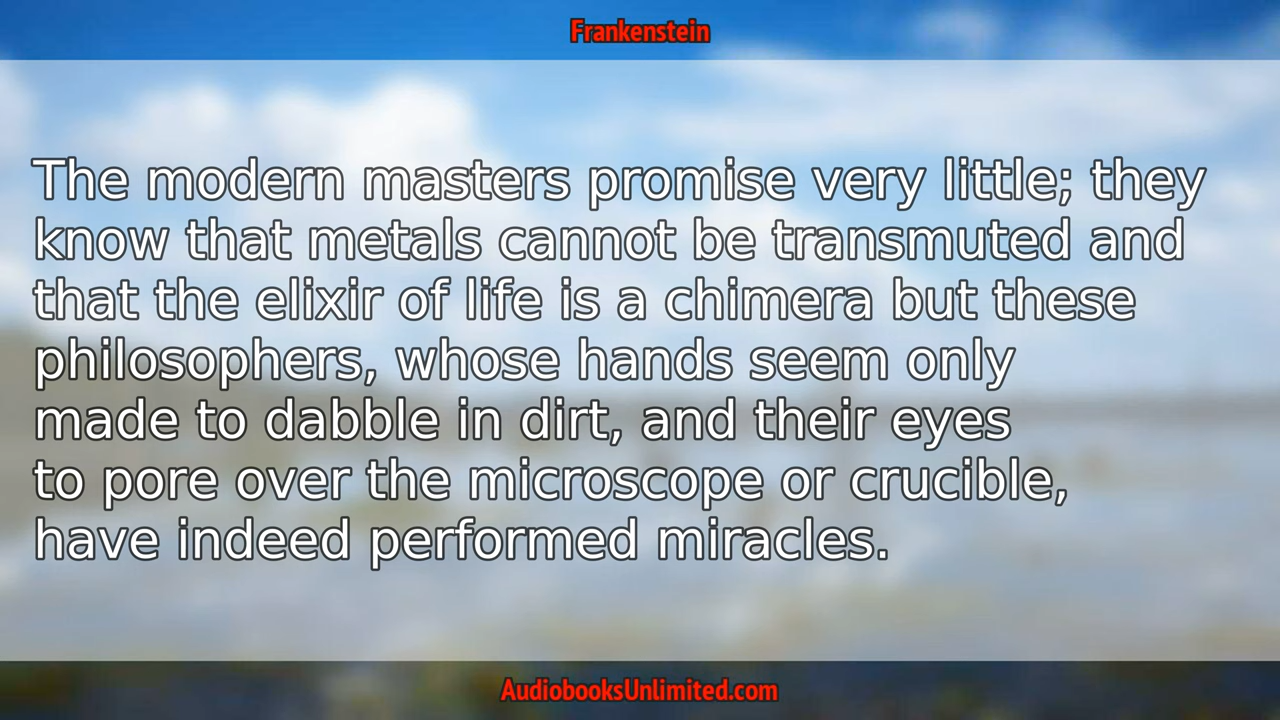 Frankenstein
The modern masters promise very little; they
know that metals cannot be transmuted and
that the elixir of life is a chimera but these
philosophers, whose hands seem only
made to dabble in dirt, and their eyes
to pore over the microscope or crucible,
have indeed performed miracles.
AudiobooksUnlimited.com